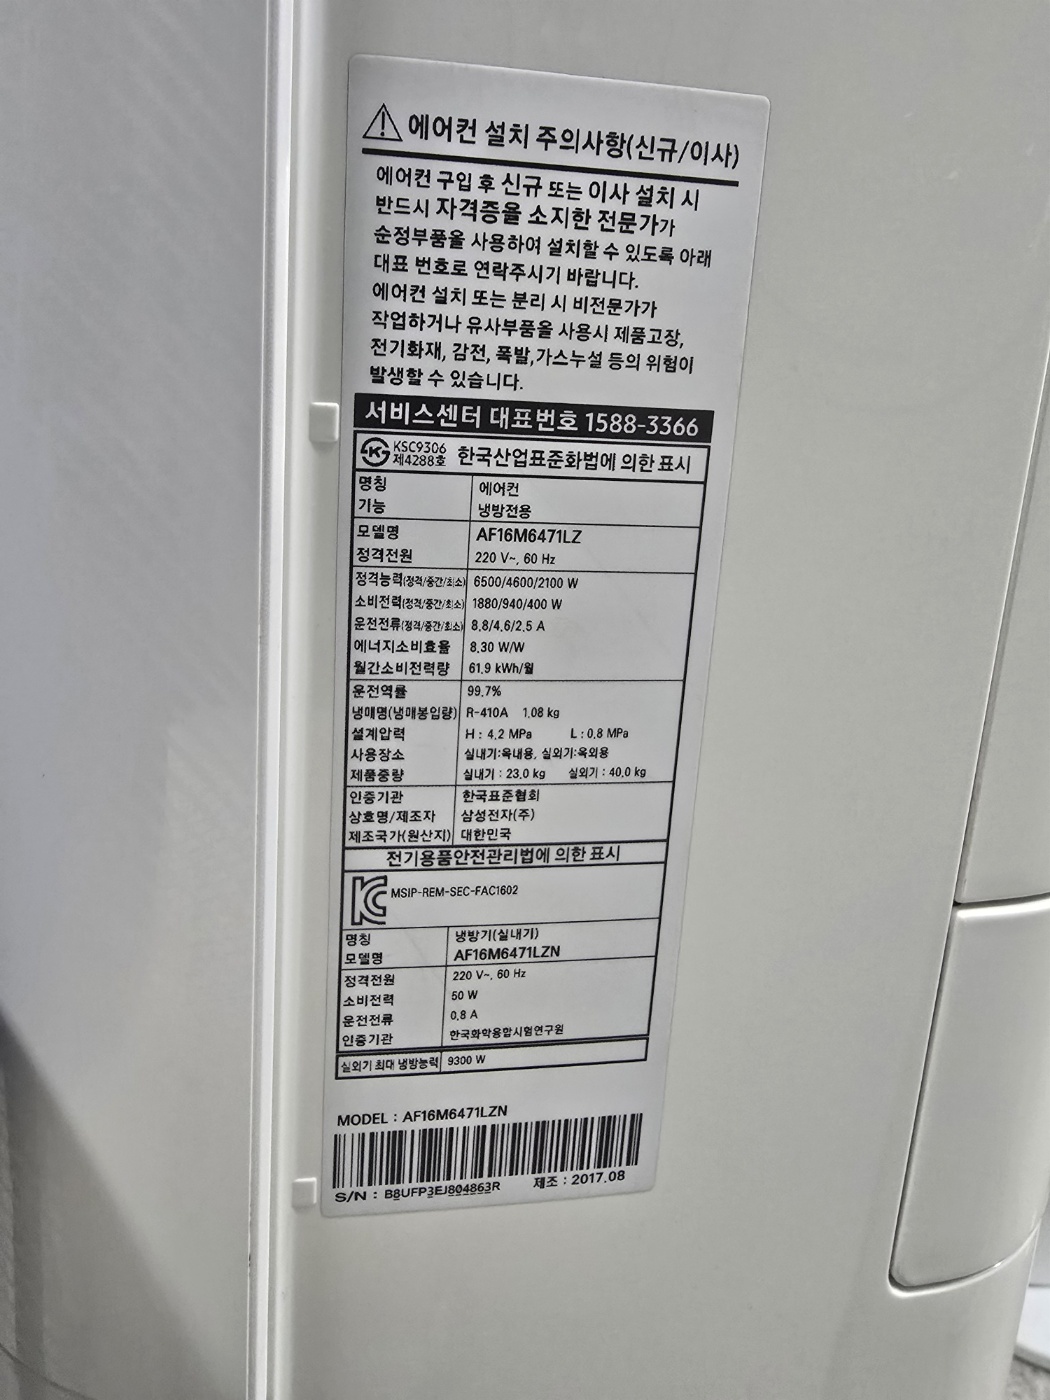 에어컨 설치 주의사항(신규/이사)
에어컨 구입 후 신규 또는 이사 설치 시
반드시 자격증을 소지한 전문가가
순정부품을 사용하여 설치할 수 있도록 아래
대표 번호로 연락주시기 바랍니다.
에어컨 설치 또는 분리 시 비전문가가
작업하거나 유사부품을 사용시 제품고장,
전기화재, 감전, 폭발,가스누설 등의 위험이
발생할 수 있습니다.
서비스센터 대표번호 1588-3366
KSC9306
제4288호 한국산업표준화법에 의한 표시
명칭 에어컨
기능 냉방전용
모델명 AF16M6471LZ
정격전원 220 V~, 60 Hz
정격능력(정격/중간/최소) 6500/4600/2100 W
소비전력(정격/중간/최소) 1880/940/400 W
운전전류(정격/중간/최소) 8.8/4.6/2.5 A
에너지소비효율 8.30 W/W
월간소비전력량 61.9 kWh/월
운전역률 99.7%
냉매명(냉매봉입량) R-410A 1.08 kg
설계압력 H : 4.2 MPa L : 0.8 MPa
사용장소 실내기:옥내용, 실외기:옥외용
제품중량 실내기 : 23.0 kg 실외기 : 40.0 kg
인증기관 한국표준협회
상호명/제조자 삼성전자(주)
제조국가(원산지) 대한민국
전기용품안전관리법에 의한 표시
MSIP-REM-SEC-FAC1602
명칭 냉방기(실내기)
모델명 AF16M6471LZN
정격전원 220 V~, 60 Hz
소비전력 50 W
운전전류 0.8 A
인증기관 한국화학융합시험연구원
실외기 최대 냉방능력 9300 W
MODEL : AF16M6471LZN
S/N : B8UFP3EJ804863R 제조 : 2017.08